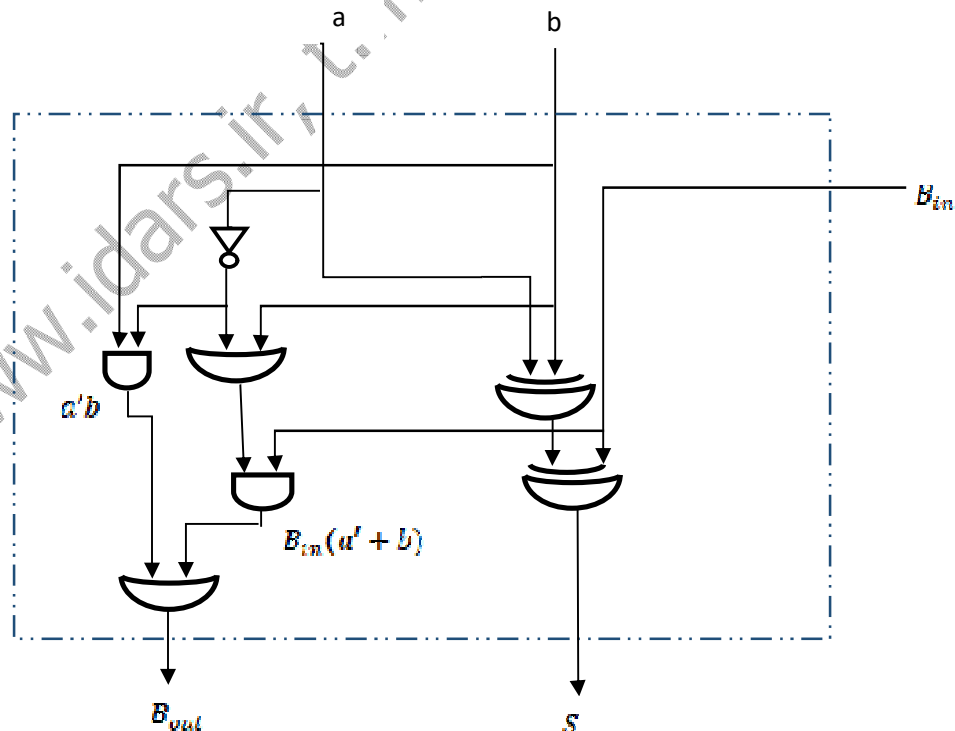 a
b
www.idars.ir, t.
B_in
a'b
B_in(a' + b)
B_out
S